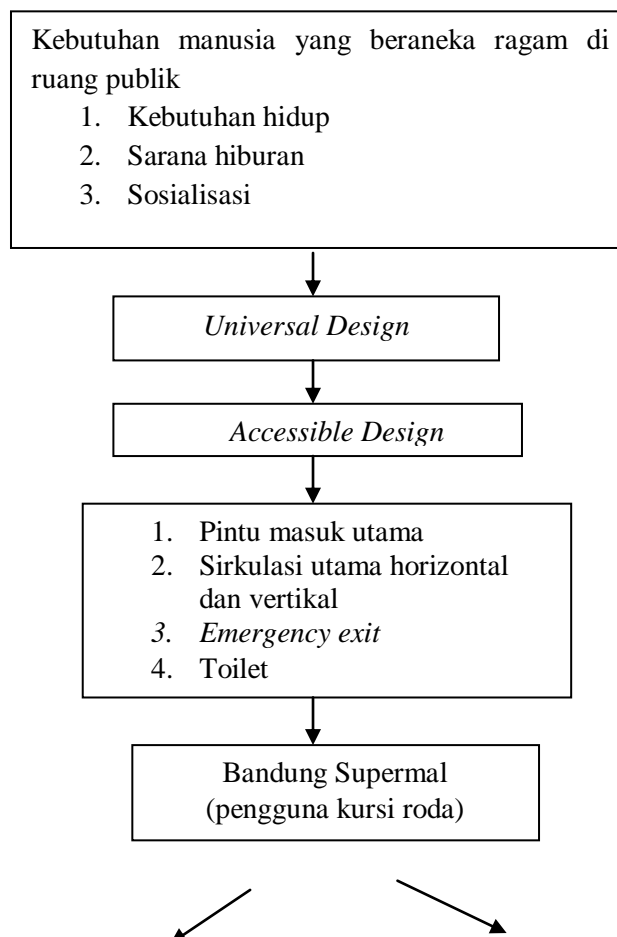 Kebutuhan manusia yang beraneka ragam di
ruang publik
1. Kebutuhan hidup
2. Sarana hiburan
3. Sosialisasi
Universal Design
Accessible Design
1. Pintu masuk utama
2. Sirkulasi utama horizontal
dan vertikal
3. Emergency exit
4. Toilet
Bandung Supermal
(pengguna kursi roda)